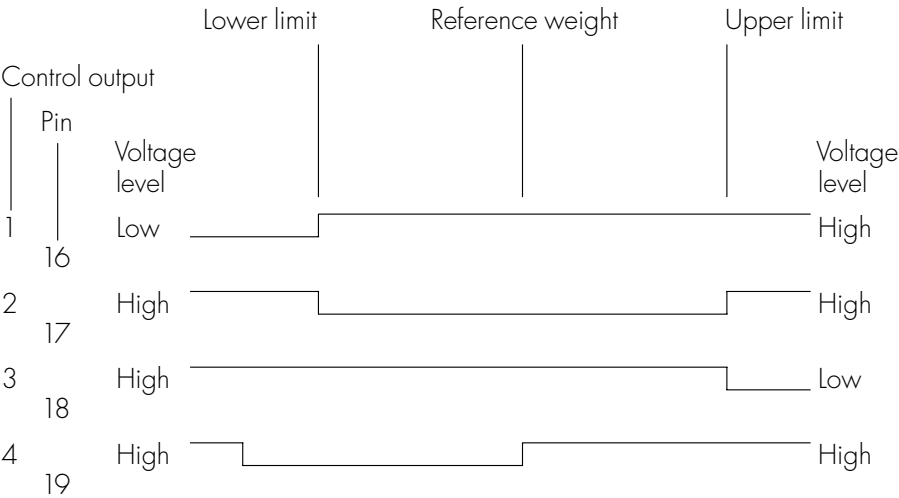 Lower limit Reference weight Upper limit
Control output
Pin
Voltage level Voltage level
1 Low High
16
2 High High
17
3 High Low
18
4 High High
19